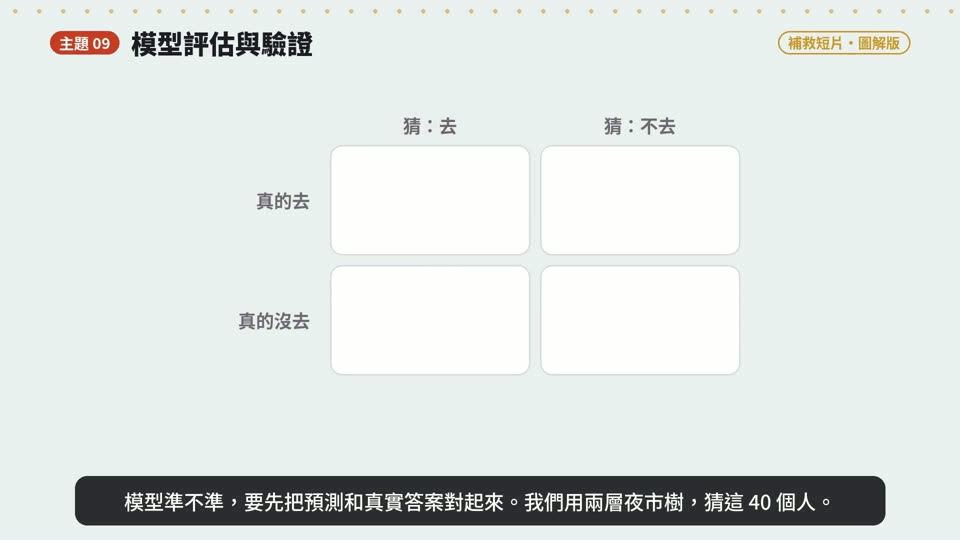 主題 09 模型評估與驗證
補救短片・圖解版
猜：去 猜：不去
真的去
真的沒去
模型準不準，要先把預測和真實答案對起來。我們用兩層夜市樹，猜這 40 個人。